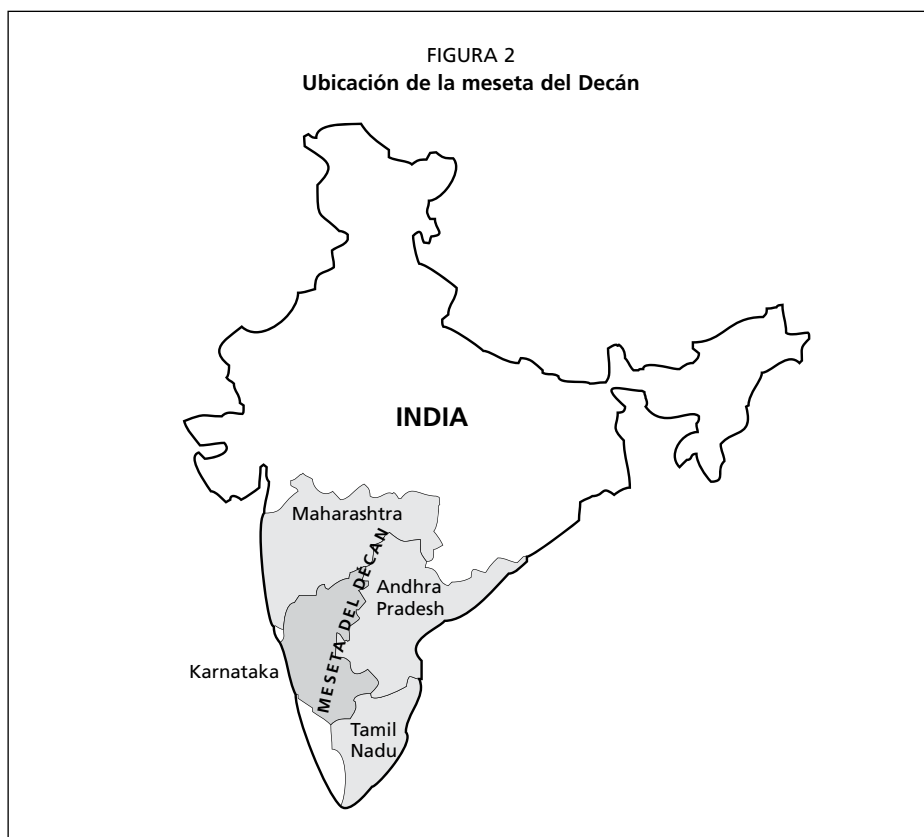 FIGURA 2
Ubicación de la meseta del Decán
INDIA
Maharashtra
MESETA DEL DECÁN
Andhra
Pradesh
Karnataka
Tamil
Nadu